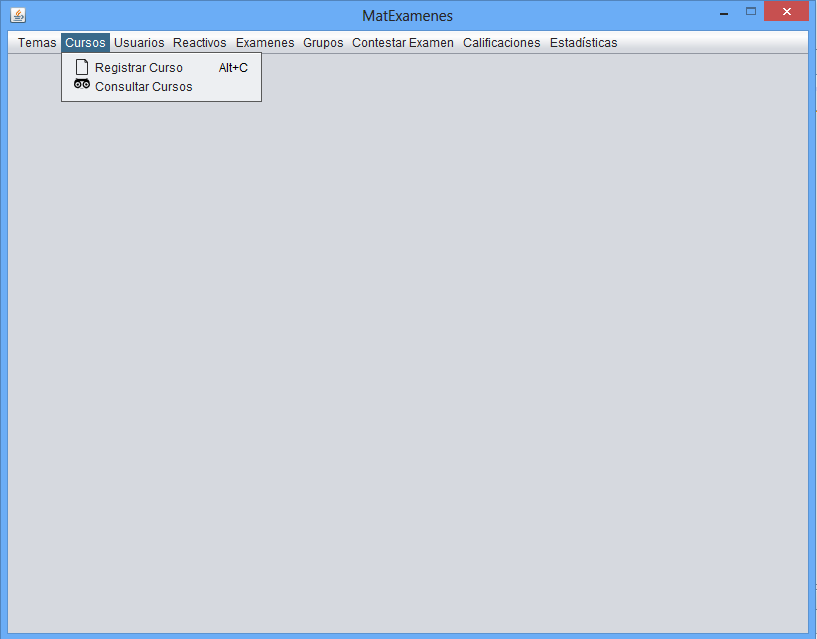 MatExamenes
Temas Cursos Usuarios Reactivos Examenes Grupos Contestar Examen Calificaciones Estadísticas
Registrar Curso Alt+C
Consultar Cursos